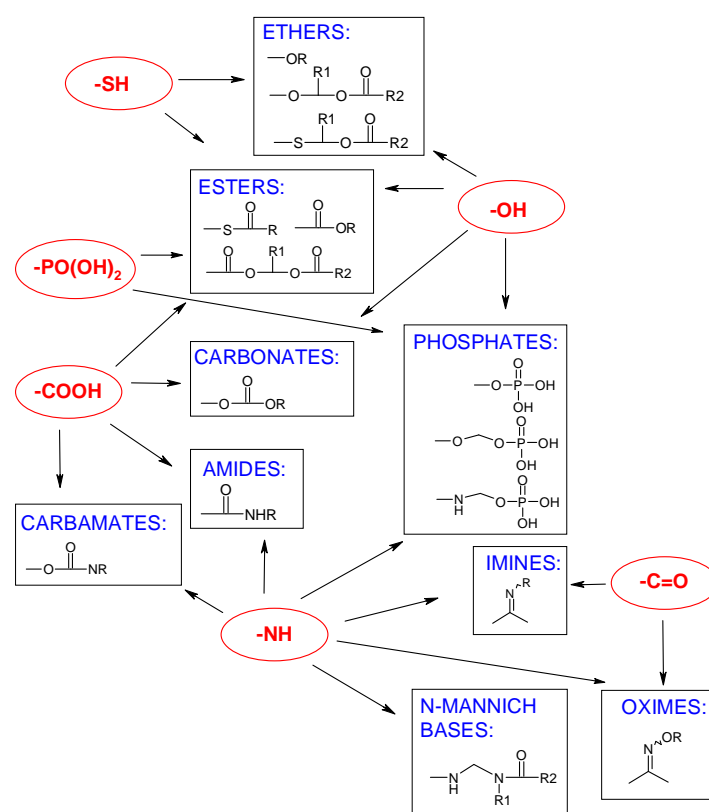 ETHERS:
OR
R1
O
O
O
R2
R1
O
S
O
R2
-SH
ESTERS:
O
S
R
O
OR
O
O
R1
O
O
R2
-OH
-PO(OH)2
PHOSPHATES:
O
O
P
OH
OH
O
O
O
P
OH
OH
NH
O
O
P
OH
OH
CARBONATES:
O
O
OR
-COOH
AMIDES:
O
NHR
CARBAMATES:
O
O
NR
IMINES:
R
N
-C=O
-NH
N-MANNICH
BASES:
N
H
N
R1
O
R2
OXIMES:
OR
N